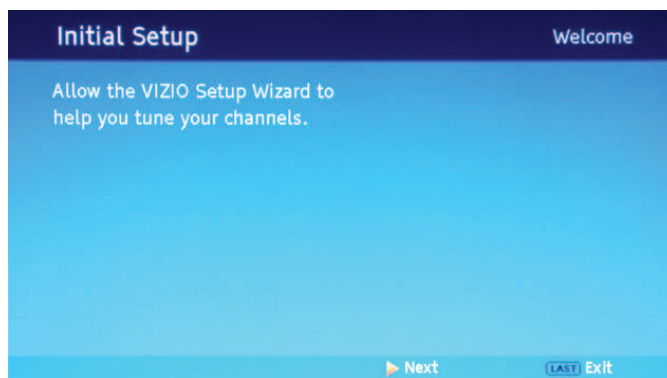 Initial Setup Welcome
Allow the VIZIO Setup Wizard to
help you tune your channels.
Next LAST Exit